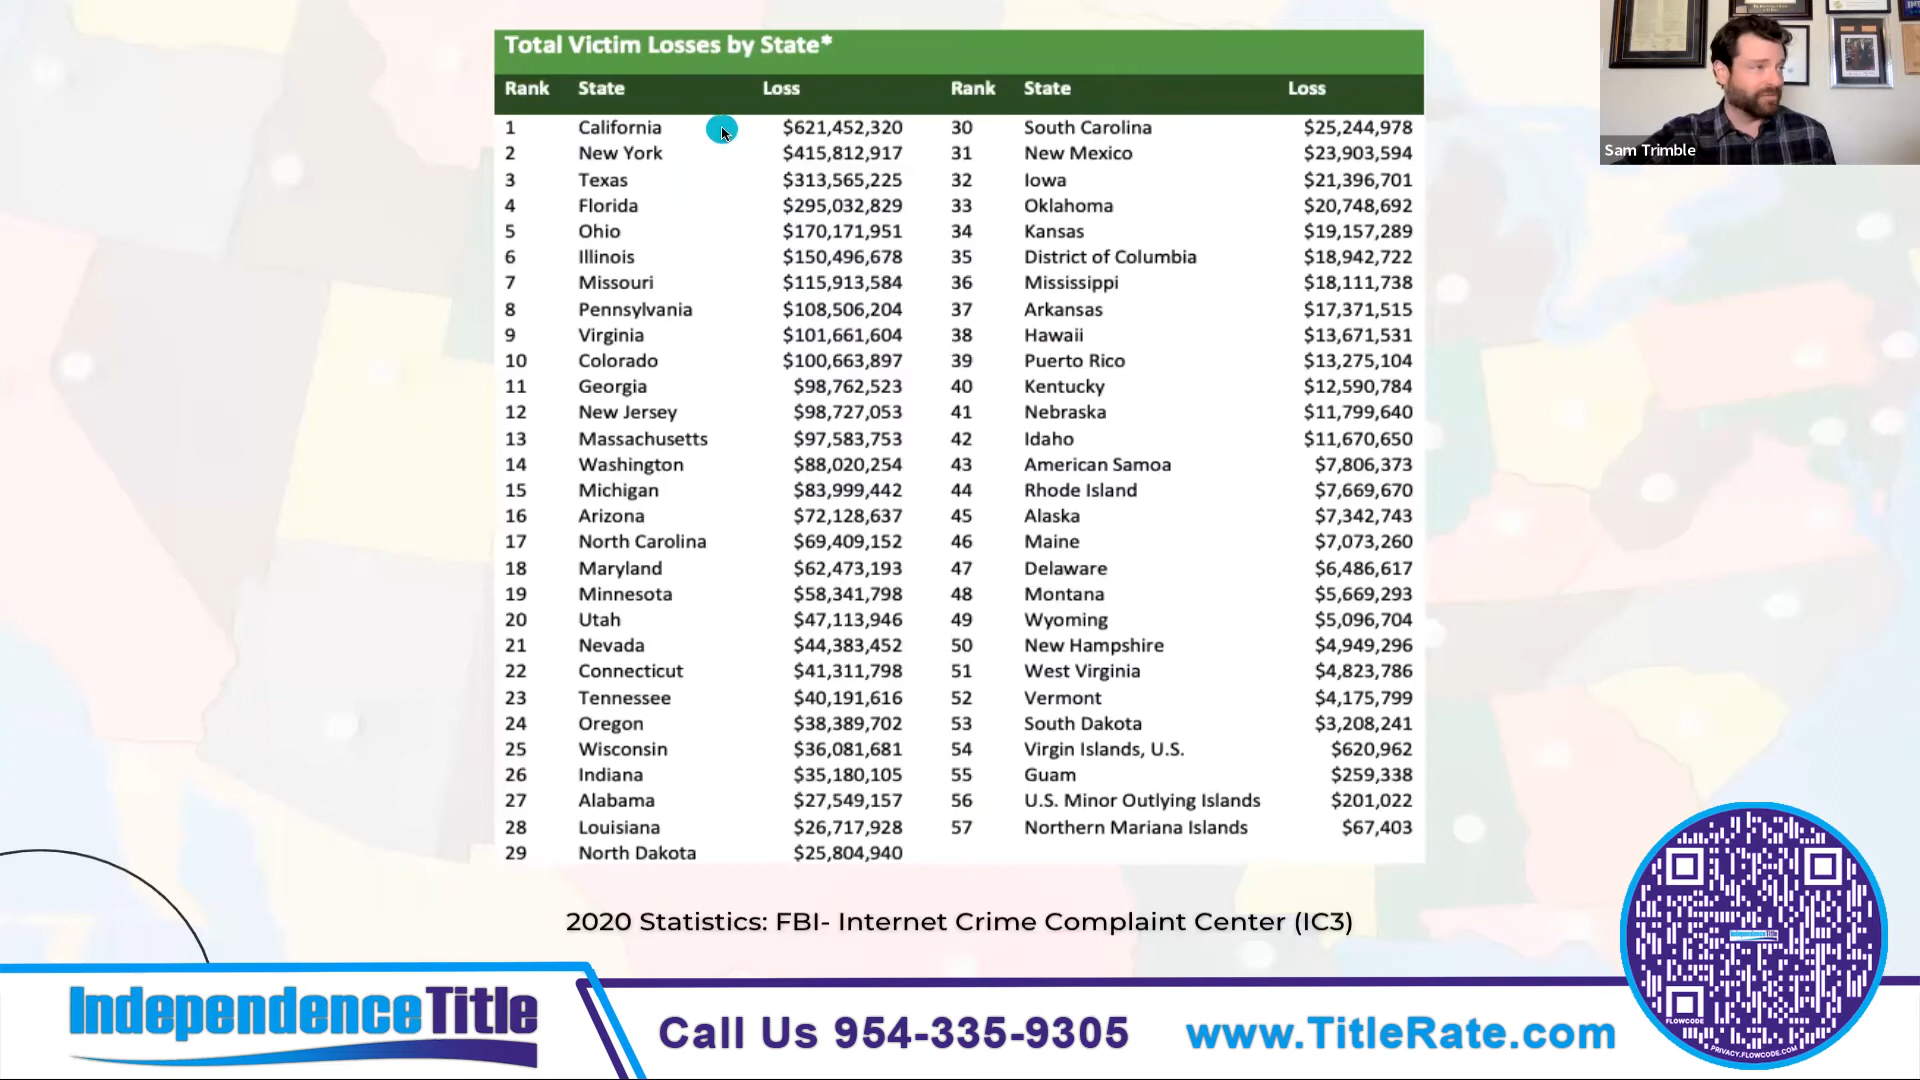 Total Victim Losses by State*
Rank State Loss Rank State Loss
1 California $621,452,320 30 South Carolina $25,244,978
2 New York $415,812,917 31 New Mexico $23,903,594
3 Texas $313,565,225 32 Iowa $21,396,701
4 Florida $295,032,829 33 Oklahoma $20,748,692
5 Ohio $170,171,951 34 Kansas $19,157,289
6 Illinois $150,496,678 35 District of Columbia $18,942,722
7 Missouri $115,913,584 36 Mississippi $18,111,738
8 Pennsylvania $108,506,204 37 Arkansas $17,371,515
9 Virginia $101,661,604 38 Hawaii $13,671,531
10 Colorado $100,663,897 39 Puerto Rico $13,275,104
11 Georgia $98,762,523 40 Kentucky $12,590,784
12 New Jersey $98,727,053 41 Nebraska $11,799,640
13 Massachusetts $97,583,753 42 Idaho $11,670,650
14 Washington $88,020,254 43 American Samoa $7,806,373
15 Michigan $83,999,442 44 Rhode Island $7,669,670
16 Arizona $72,128,637 45 Alaska $7,342,743
17 North Carolina $69,409,152 46 Maine $7,073,260
18 Maryland $62,473,193 47 Delaware $6,486,617
19 Minnesota $58,341,798 48 Montana $5,669,293
20 Utah $47,113,946 49 Wyoming $5,096,704
21 Nevada $44,383,452 50 New Hampshire $4,949,296
22 Connecticut $41,311,798 51 West Virginia $4,823,786
23 Tennessee $40,191,616 52 Vermont $4,175,799
24 Oregon $38,389,702 53 South Dakota $3,208,241
25 Wisconsin $36,081,681 54 Virgin Islands, U.S. $620,962
26 Indiana $35,180,105 55 Guam $259,338
27 Alabama $27,549,157 56 U.S. Minor Outlying Islands $201,022
28 Louisiana $26,717,928 57 Northern Mariana Islands $67,403
29 North Dakota $25,804,940
Sam Trimble
2020 Statistics: FBI- Internet Crime Complaint Center (IC3)
Independence Title
Call Us 954-335-9305 www.TitleRate.com
Independence Title
FLOWCODE
PRIVACY.FLOWCODE.COM